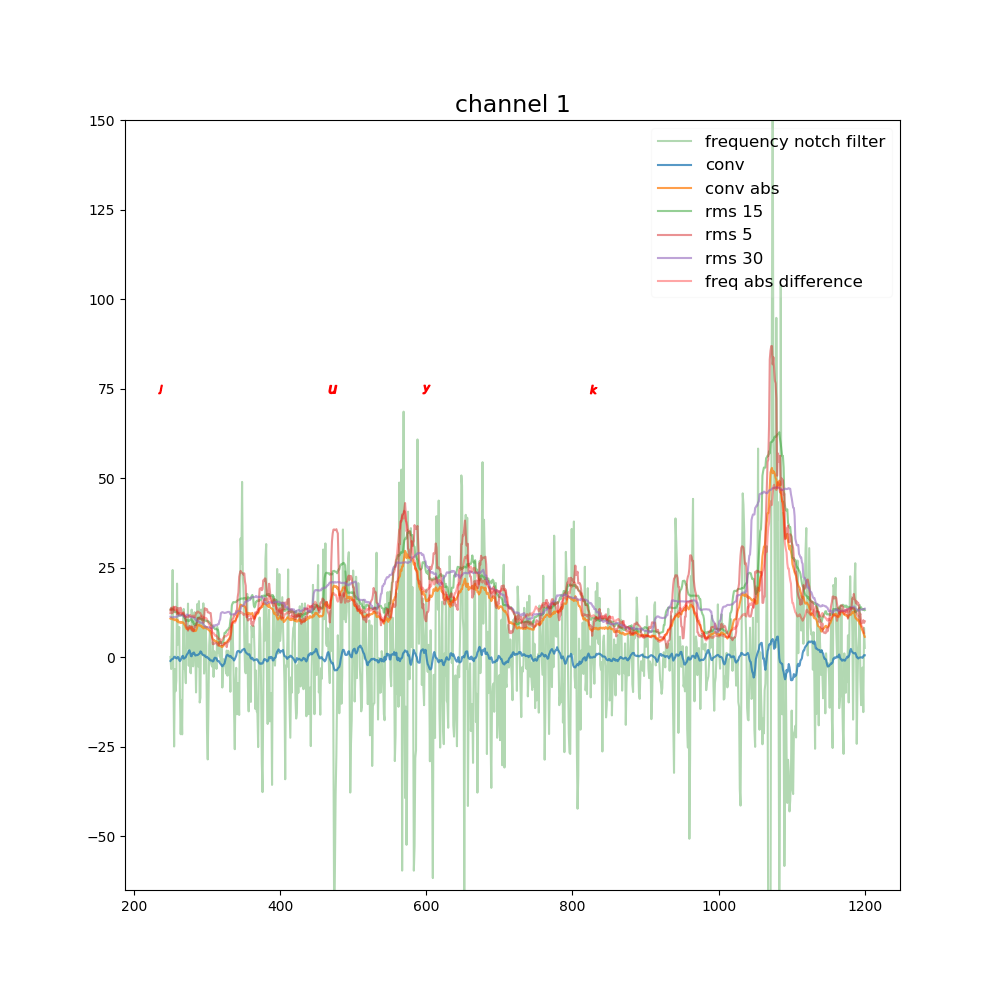 channel 1
150
125
100
75
50
25
0
−25
−50
frequency notch filter
conv
conv abs
rms 15
rms 5
rms 30
freq abs difference
j u y k
200 400 600 800 1000 1200